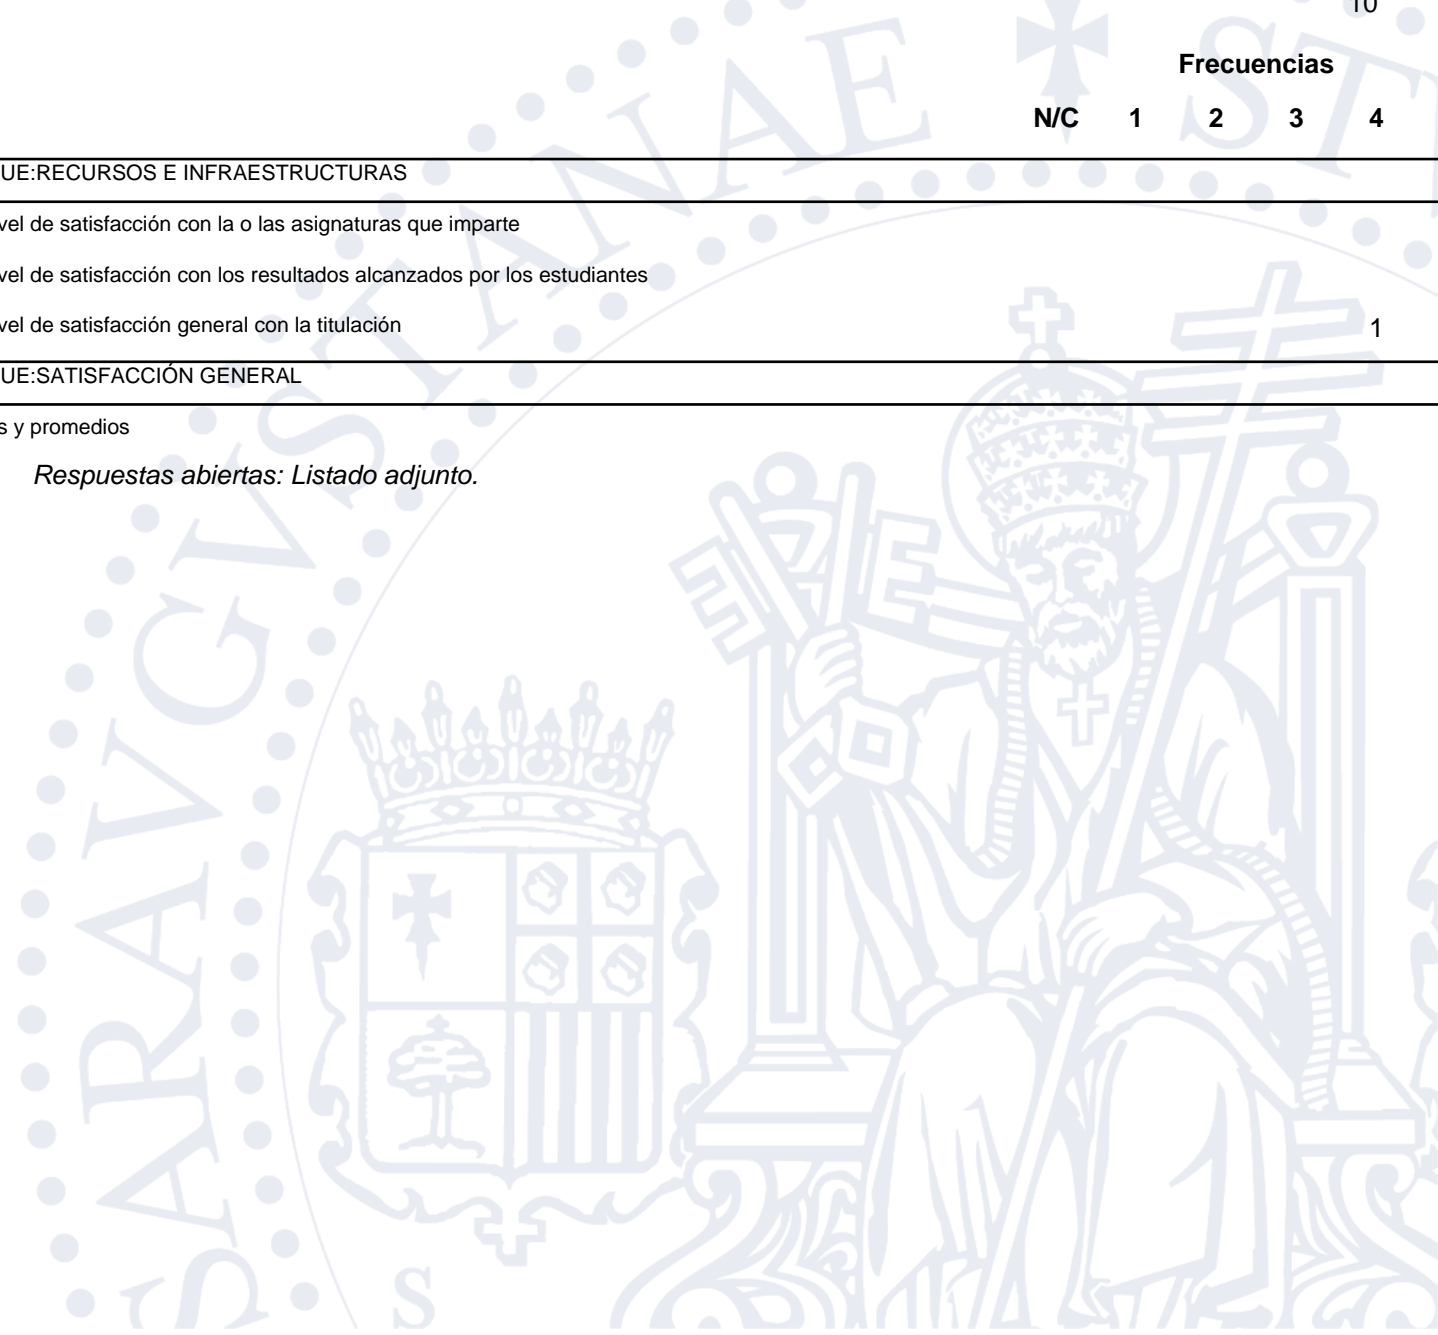 10
Frecuencias
N/C 1 2 3 4
UE:RECURSOS E INFRAESTRUCTURAS
vel de satisfacción con la o las asignaturas que imparte
vel de satisfacción con los resultados alcanzados por los estudiantes
vel de satisfacción general con la titulación 1
UE:SATISFACCIÓN GENERAL
s y promedios
Respuestas abiertas: Listado adjunto.
SARAVGVSTANAE ST
S